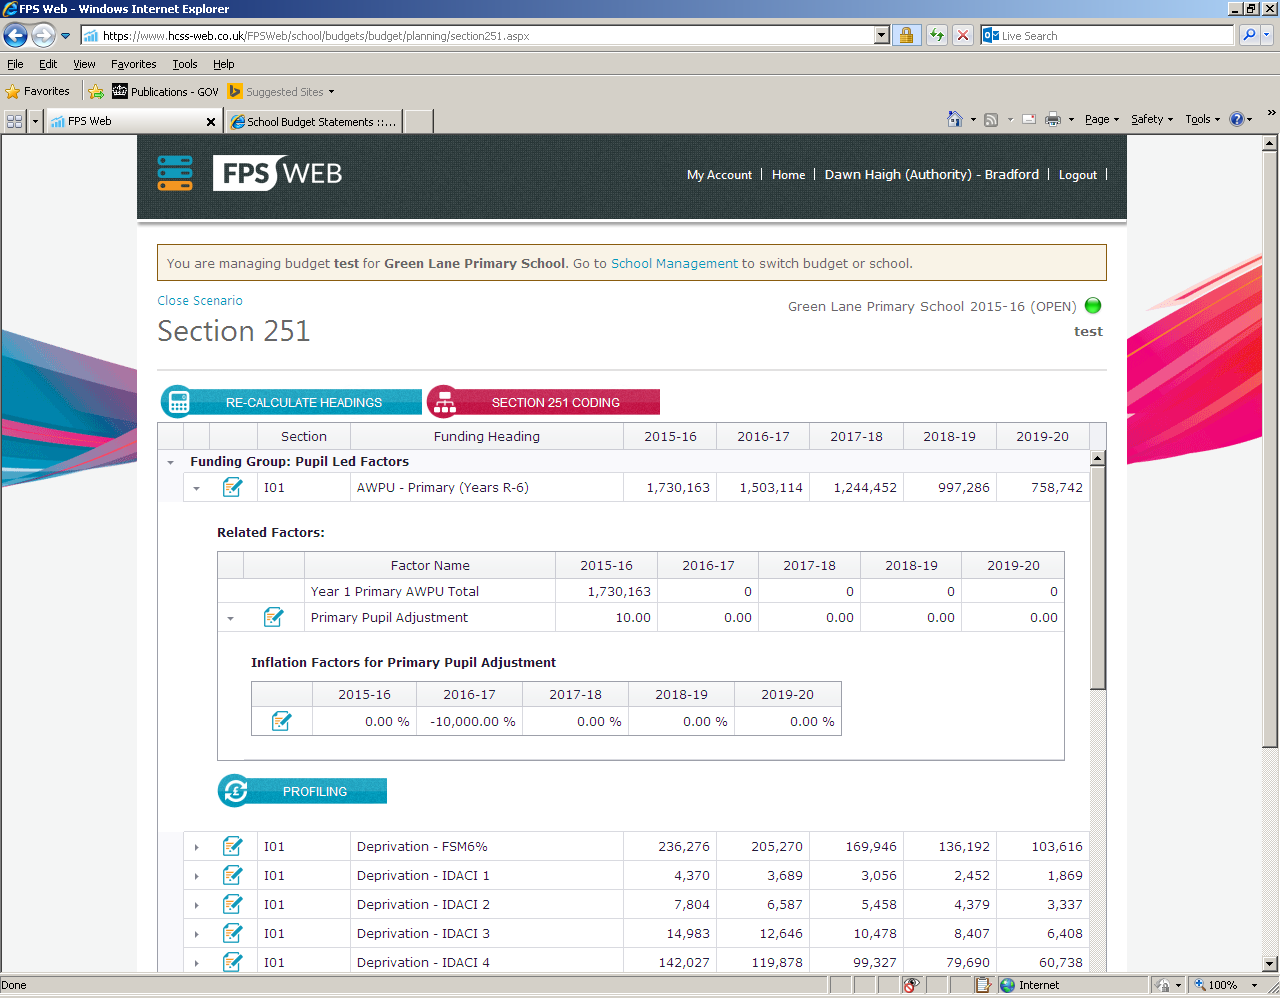 FPS Web - Windows Internet Explorer
https://www.hcss-web.co.uk/FPSWeb/school/budgets/budget/planning/section251.aspx
Live Search
File Edit View Favorites Tools Help
Favorites Publications - GOV Suggested Sites
FPS Web School Budget Statements ::... Page Safety Tools
FPS WEB
My Account Home Dawn Haigh (Authority) - Bradford Logout
You are managing budget test for Green Lane Primary School. Go to School Management to switch budget or school.
Close Scenario
Green Lane Primary School 2015-16 (OPEN)
Section 251
test
RE-CALCULATE HEADINGS SECTION 251 CODING
Section Funding Heading 2015-16 2016-17 2017-18 2018-19 2019-20
Funding Group: Pupil Led Factors
I01 AWPU - Primary (Years R-6) 1,730,163 1,503,114 1,244,452 997,286 758,742
Related Factors:
Factor Name 2015-16 2016-17 2017-18 2018-19 2019-20
Year 1 Primary AWPU Total 1,730,163 0 0 0 0
Primary Pupil Adjustment 10.00 0.00 0.00 0.00 0.00
Inflation Factors for Primary Pupil Adjustment
2015-16 2016-17 2017-18 2018-19 2019-20
0.00 % -10,000.00 % 0.00 % 0.00 % 0.00 %
PROFILING
I01 Deprivation - FSM6% 236,276 205,270 169,946 136,192 103,616
I01 Deprivation - IDACI 1 4,370 3,689 3,056 2,452 1,869
I01 Deprivation - IDACI 2 7,804 6,587 5,458 4,379 3,337
I01 Deprivation - IDACI 3 14,983 12,646 10,478 8,407 6,408
I01 Deprivation - IDACI 4 142,027 119,878 99,327 79,690 60,738
Done Internet 100%